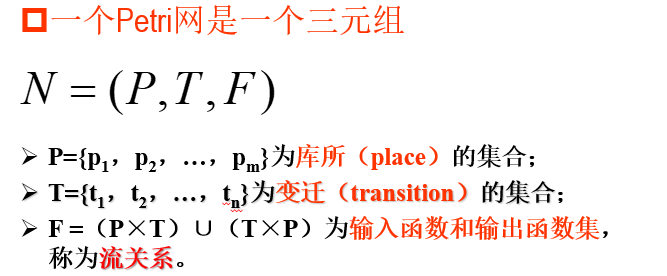 一个Petri网是一个三元组
N = (P, T, F)
➢ P={p₁，p₂，…，pₘ}为库所（place）的集合；
➢ T={t₁，t₂，…，tₙ}为变迁（transition）的集合；
➢ F =（P×T）∪（T×P）为输入函数和输出函数集，
称为流关系。